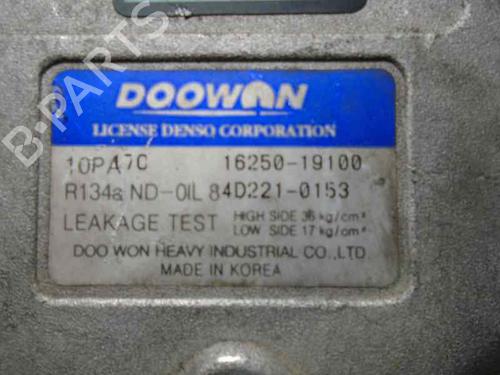 B-PARTS
DOOWON
LICENSE DENSO CORPORATION
10PA17C 16250-19100
R134a ND-OIL 8 4D221-0153
LEAKAGE TEST HIGH SIDE 36 kg/cm²
LOW SIDE 17 kg/cm²
DOO WON HEAVY INDUSTRIAL CO., LTD.
MADE IN KOREA